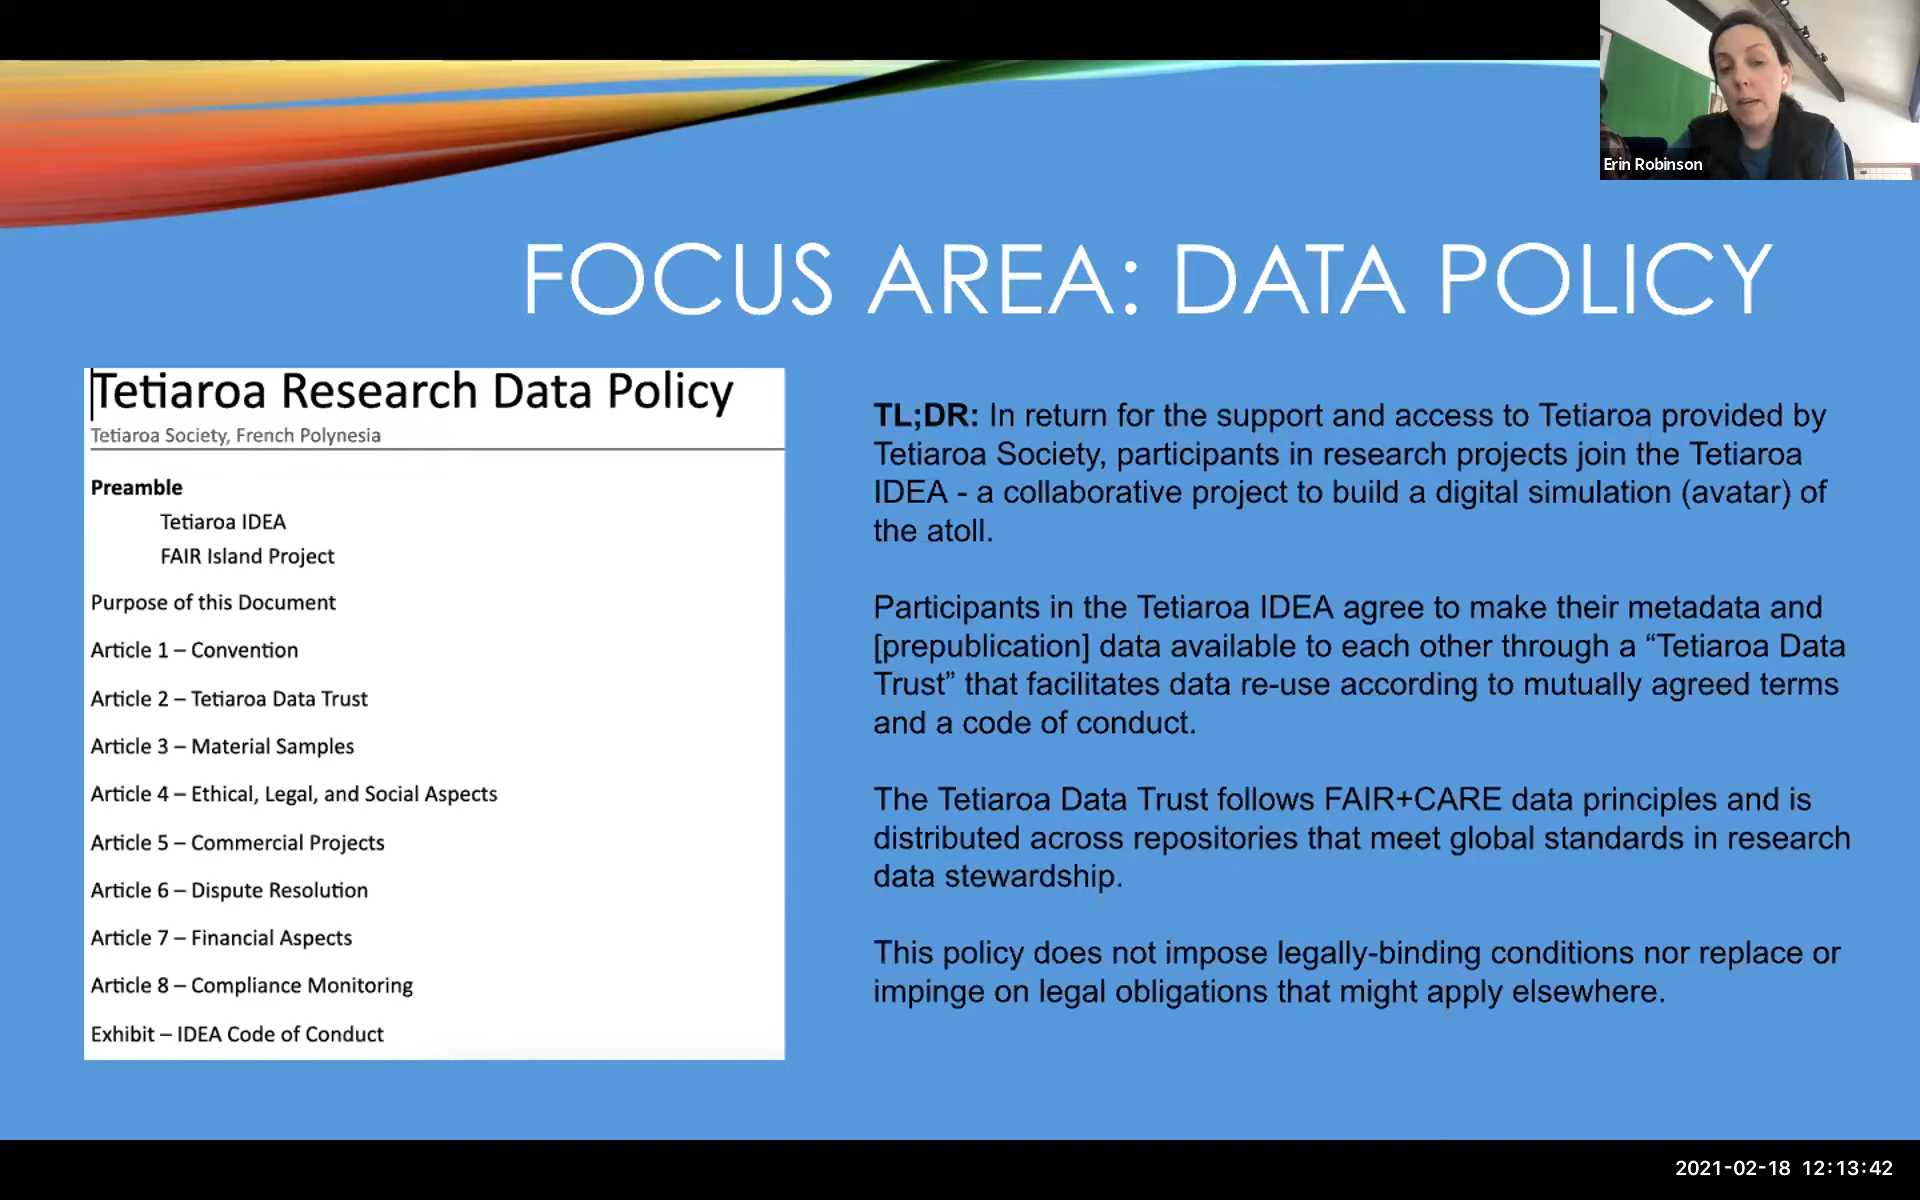 Erin Robinson
FOCUS AREA: DATA POLICY
Tetiaroa Research Data Policy
Tetiaroa Society, French Polynesia
Preamble
Tetiaroa IDEA
FAIR Island Project
Purpose of this Document
Article 1 – Convention
Article 2 – Tetiaroa Data Trust
Article 3 – Material Samples
Article 4 – Ethical, Legal, and Social Aspects
Article 5 – Commercial Projects
Article 6 – Dispute Resolution
Article 7 – Financial Aspects
Article 8 – Compliance Monitoring
Exhibit – IDEA Code of Conduct
TL;DR: In return for the support and access to Tetiaroa provided by
Tetiaroa Society, participants in research projects join the Tetiaroa
IDEA - a collaborative project to build a digital simulation (avatar) of
the atoll.
Participants in the Tetiaroa IDEA agree to make their metadata and
[prepublication] data available to each other through a “Tetiaroa Data
Trust” that facilitates data re-use according to mutually agreed terms
and a code of conduct.
The Tetiaroa Data Trust follows FAIR+CARE data principles and is
distributed across repositories that meet global standards in research
data stewardship.
This policy does not impose legally-binding conditions nor replace or
impinge on legal obligations that might apply elsewhere.
2021-02-18 12:13:42